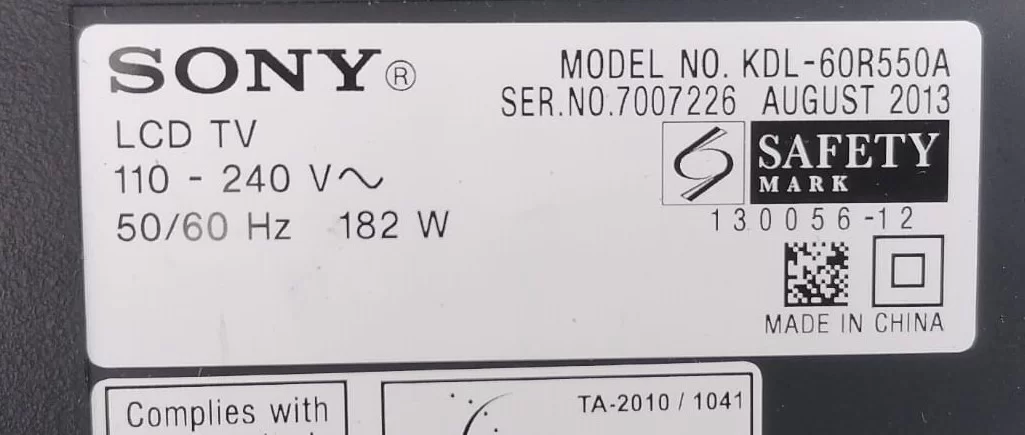 SONY®
MODEL NO. KDL-60R550A
SER.NO.7007226 AUGUST 2013
LCD TV
110 - 240 V~
50/60 Hz 182 W
SAFETY
MARK
130056-12
MADE IN CHINA
Complies with
TA-2010 / 1041